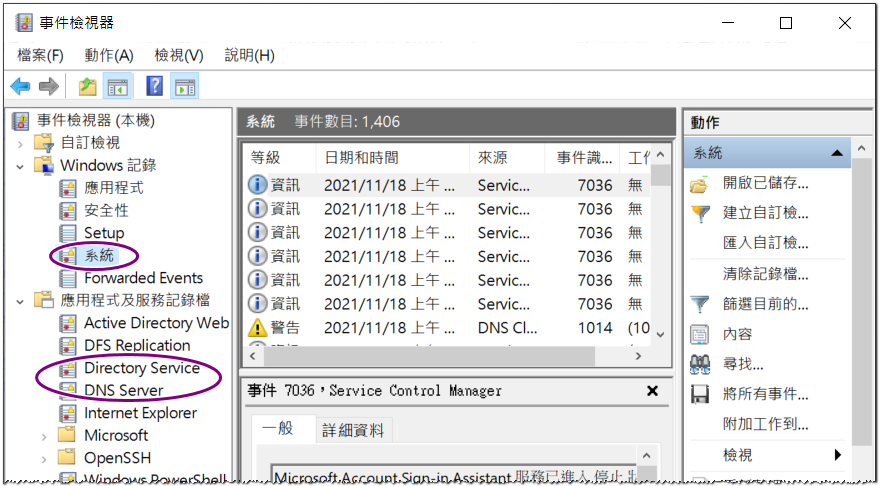 事件檢視器
檔案(F) 動作(A) 檢視(V) 說明(H)
事件檢視器 (本機)
自訂檢視
Windows 記錄
應用程式
安全性
Setup
系統
Forwarded Events
應用程式及服務記錄檔
Active Directory Web
DFS Replication
Directory Service
DNS Server
Internet Explorer
Microsoft
OpenSSH
Windows PowerShell
系統 事件數目: 1,406
等級 日期和時間 來源 事件識... 工作
資訊 2021/11/18 上午 ... Servic... 7036 無
資訊 2021/11/18 上午 ... Servic... 7036 無
資訊 2021/11/18 上午 ... Servic... 7036 無
資訊 2021/11/18 上午 ... Servic... 7036 無
資訊 2021/11/18 上午 ... Servic... 7036 無
資訊 2021/11/18 上午 ... Servic... 7036 無
警告 2021/11/18 上午 ... DNS Cl... 1014 (10
事件 7036，Service Control Manager
一般 詳細資料
Microsoft Account Sign-in Assistant 服務已進入 停止 狀
動作
系統
開啟已儲存...
建立自訂檢...
匯入自訂檢...
清除記錄檔...
篩選目前的...
內容
尋找...
將所有事件...
附加工作到...
檢視